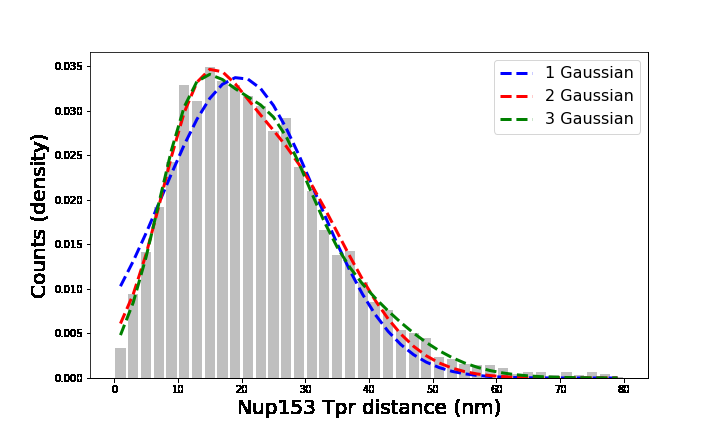 0.035
0.030
0.025
0.020
0.015
0.010
0.005
0.000
Counts (density)
1 Gaussian
2 Gaussian
3 Gaussian
0 10 20 30 40 50 60 70 80
Nup153 Tpr distance (nm)